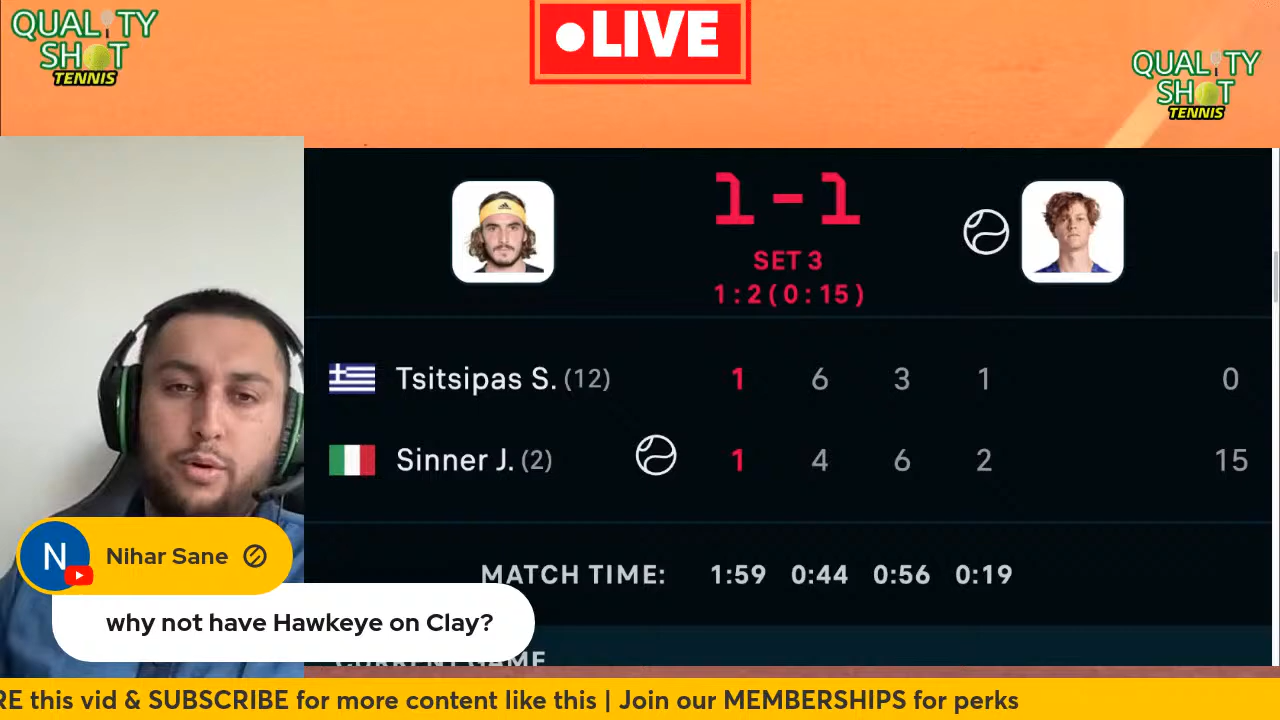 QUALITY
SHOT
TENNIS
LIVE
QUALITY
SHOT
TENNIS
1-1
SET 3
1:2(0:15)
Tsitsipas S. (12) 1 6 3 1 0
Sinner J. (2) 1 4 6 2 15
MATCH TIME: 1:59 0:44 0:56 0:19
CURRENT GAME
N Nihar Sane
why not have Hawkeye on Clay?
RE this vid & SUBSCRIBE for more content like this | Join our MEMBERSHIPS for perks